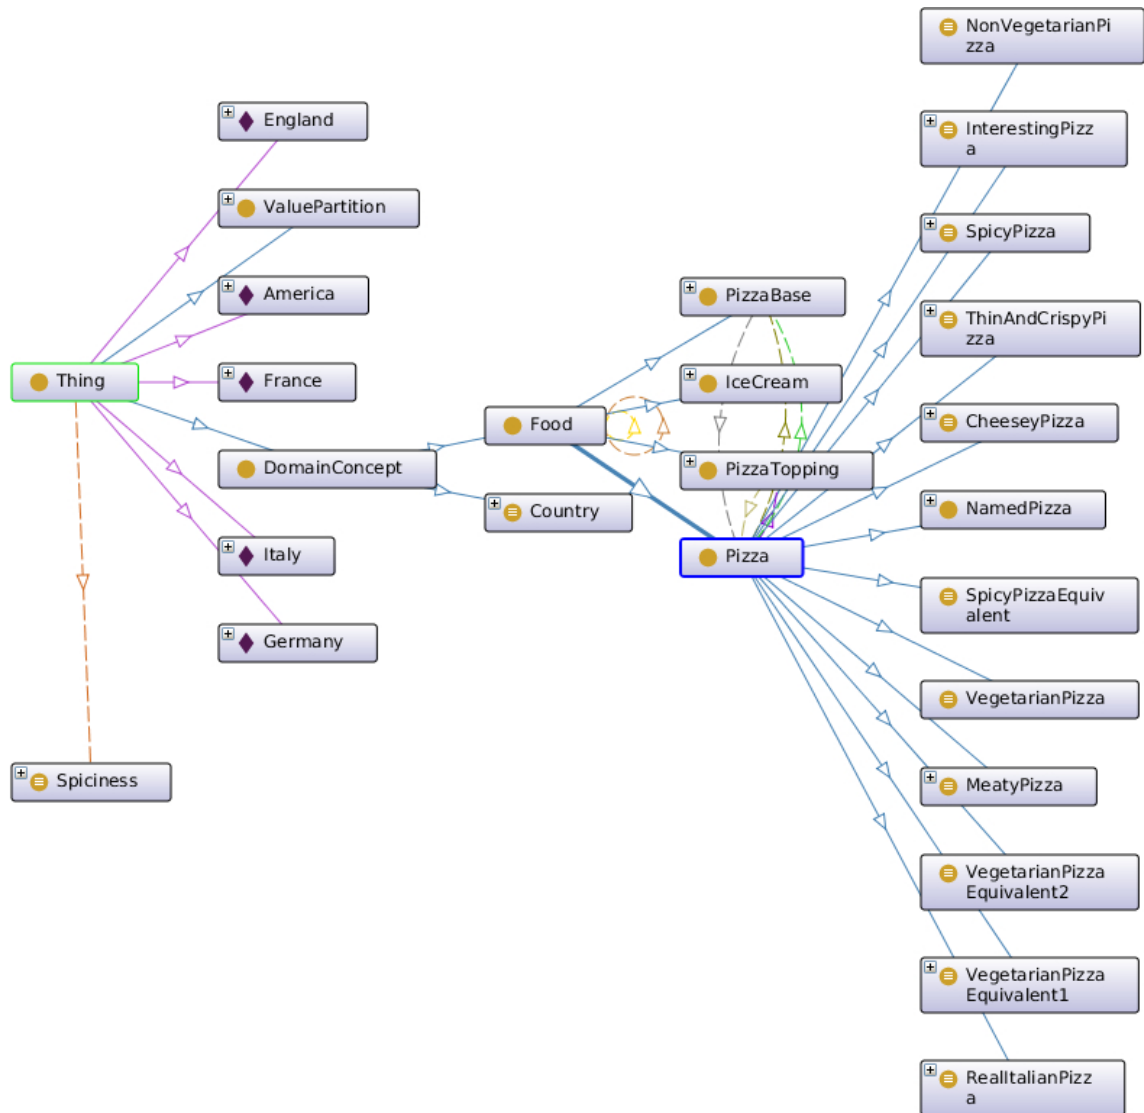 NonVegetarianPi
zza
England
InterestingPizz
a
ValuePartition
SpicyPizza
America
PizzaBase
ThinAndCrispyPi
zza
Thing
France
IceCream
Food
CheeseyPizza
DomainConcept
PizzaTopping
Country
NamedPizza
Italy
Pizza
SpicyPizzaEquiv
alent
Germany
VegetarianPizza
Spiciness
MeatyPizza
VegetarianPizza
Equivalent2
VegetarianPizza
Equivalent1
RealItalianPizz
a